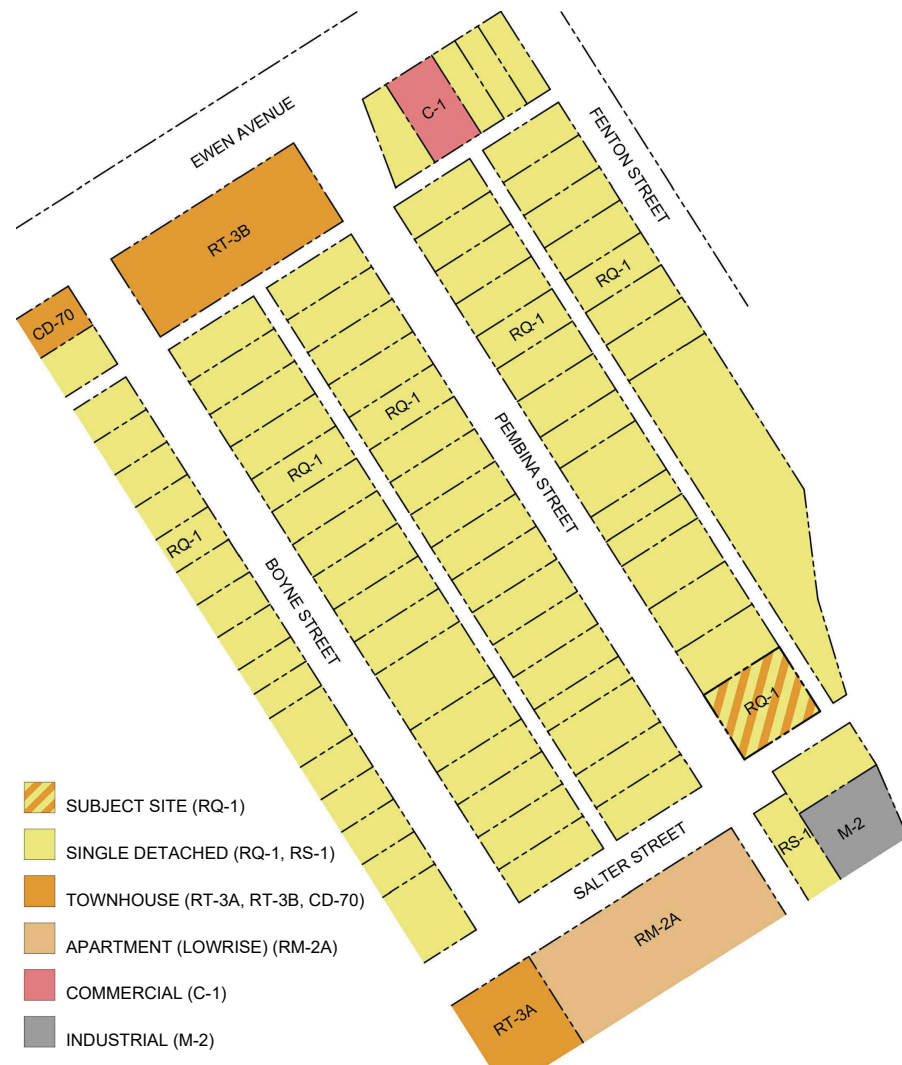 EWEN AVENUE
C-1
FENTON STREET
RT-3B
RQ-1
CD-70
RQ-1
RQ-1
PEMBINA STREET
RQ-1
RQ-1
BOYNE STREET
RQ-1
SUBJECT SITE (RQ-1)
SINGLE DETACHED (RQ-1, RS-1)
TOWNHOUSE (RT-3A, RT-3B, CD-70)
APARTMENT (LOWRISE) (RM-2A)
COMMERCIAL (C-1)
INDUSTRIAL (M-2)
SALTER STREET
RS-1
M-2
RM-2A
RT-3A